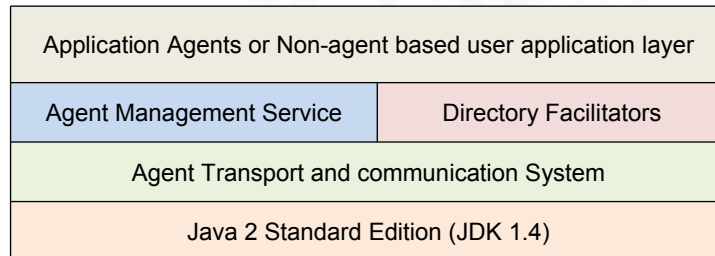 Application Agents or Non-agent based user application layer
Agent Management Service
Directory Facilitators
Agent Transport and communication System
Java 2 Standard Edition (JDK 1.4)